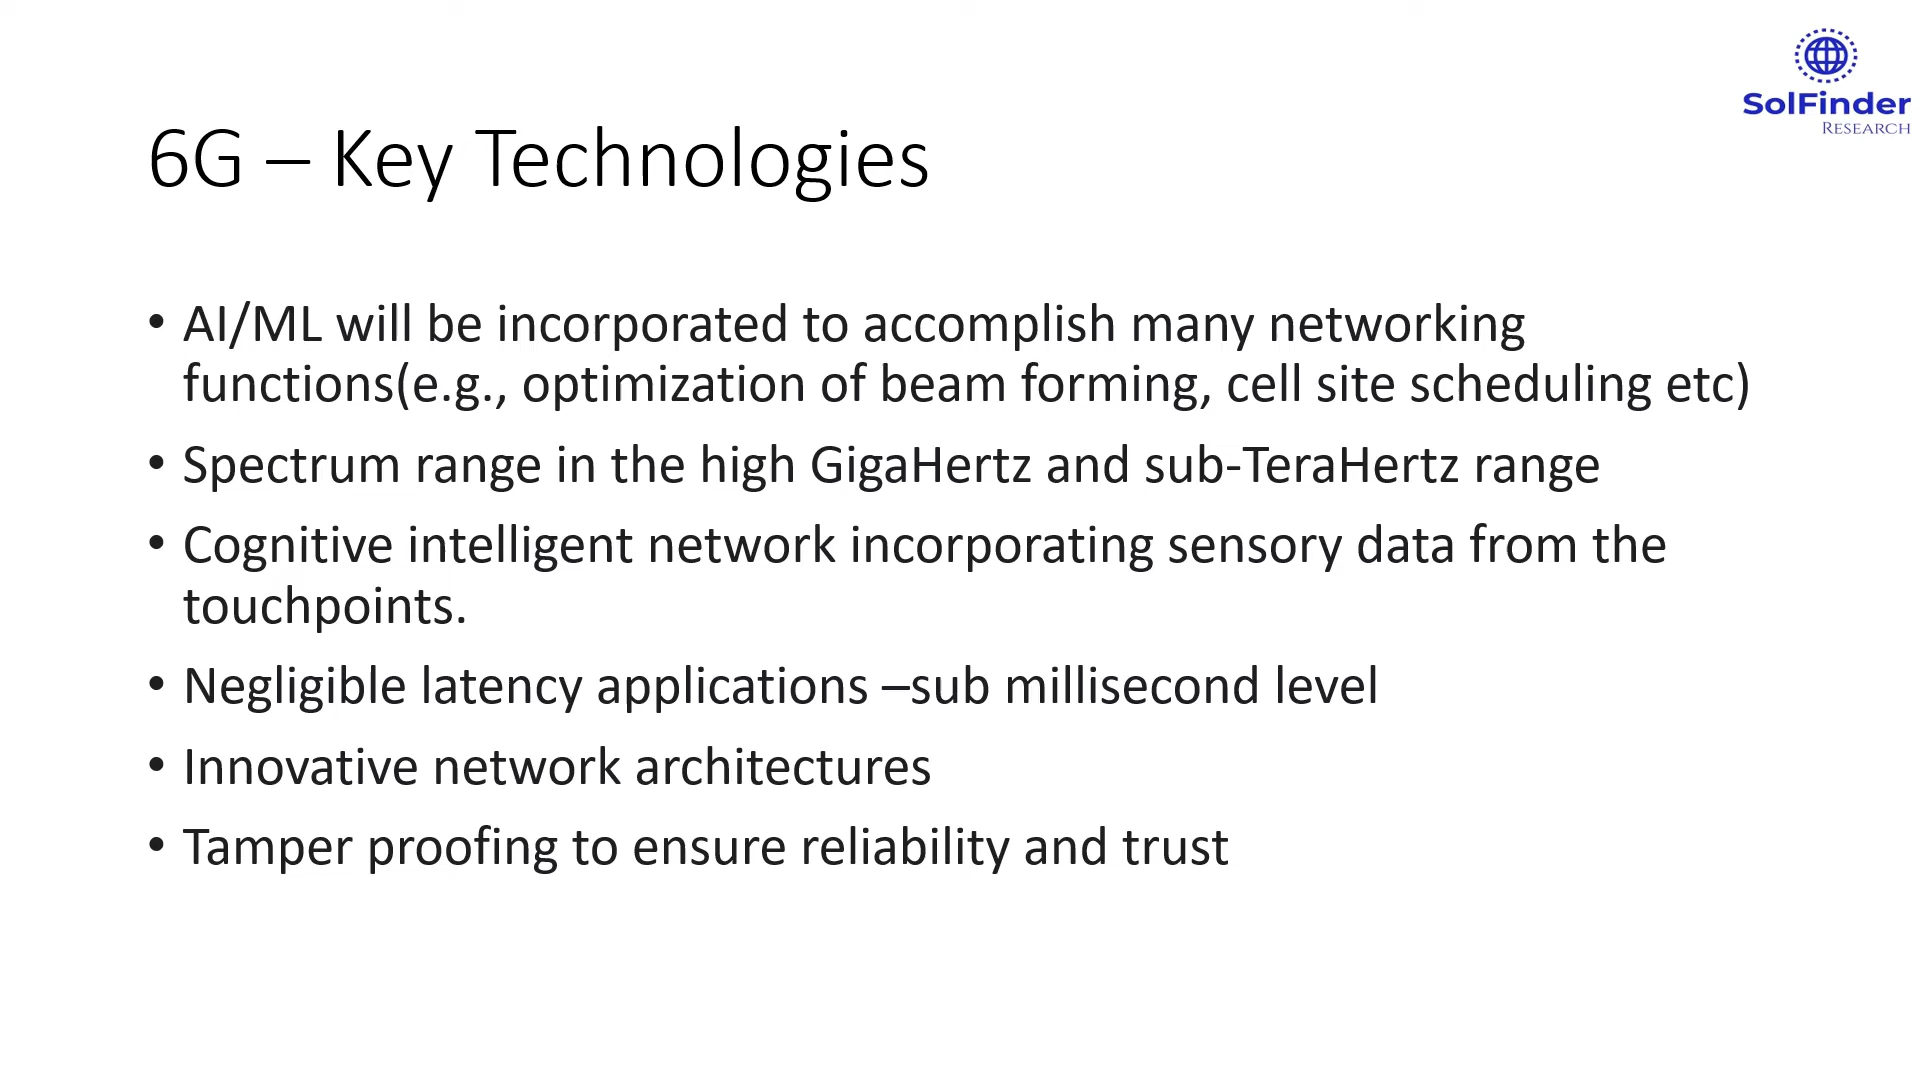 SolFinder
RESEARCH
6G – Key Technologies
• AI/ML will be incorporated to accomplish many networking
functions(e.g., optimization of beam forming, cell site scheduling etc)
• Spectrum range in the high GigaHertz and sub-TeraHertz range
• Cognitive intelligent network incorporating sensory data from the
touchpoints.
• Negligible latency applications –sub millisecond level
• Innovative network architectures
• Tamper proofing to ensure reliability and trust